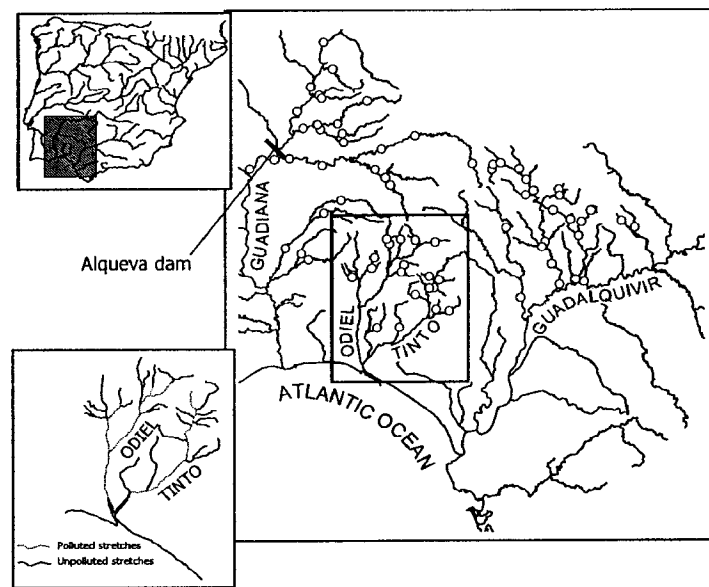 GUADIANA
Alqueva dam
ODIEL
TINTO
GUADALQUIVIR
ATLANTIC OCEAN
ODIEL
TINTO
Polluted stretches
Unpolluted stretches